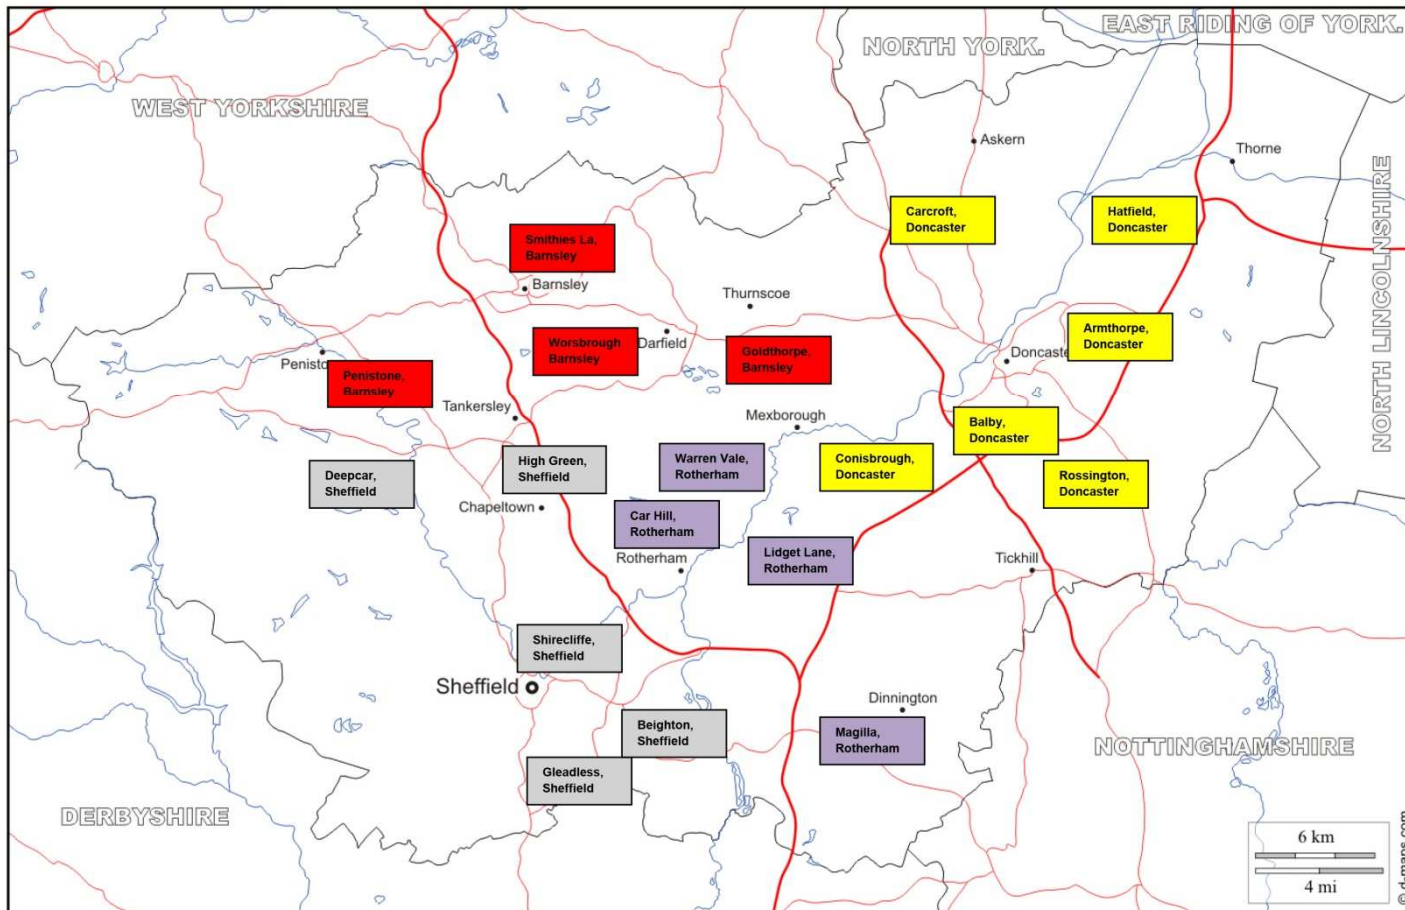 EAST RIDING OF YORK.
NORTH YORK.
WEST YORKSHIRE
Askern
Thorne
NORTH LINCOLNSHIRE
Carcroft,
Doncaster
Hatfield,
Doncaster
Smithies La,
Barnsley
Barnsley
Thurnscoe
Armthorpe,
Doncaster
Worsbrough
Barnsley
Darfield
Goldthorpe,
Barnsley
Doncaste
Penisto
Penistone,
Barnsley
Tankersley
Mexborough
Balby,
Doncaster
Deepcar,
Sheffield
High Green,
Sheffield
Warren Vale,
Rotherham
Conisbrough,
Doncaster
Rossington,
Doncaster
Chapeltown
Car Hill,
Rotherham
Rotherham
Lidget Lane,
Rotherham
Tickhill
Shirecliffe,
Sheffield
Sheffield
Dinnington
Beighton,
Sheffield
Magilla,
Rotherham
NOTTINGHAMSHIRE
Gleadless,
Sheffield
DERBYSHIRE
6 km
4 mi
© d-maps.com